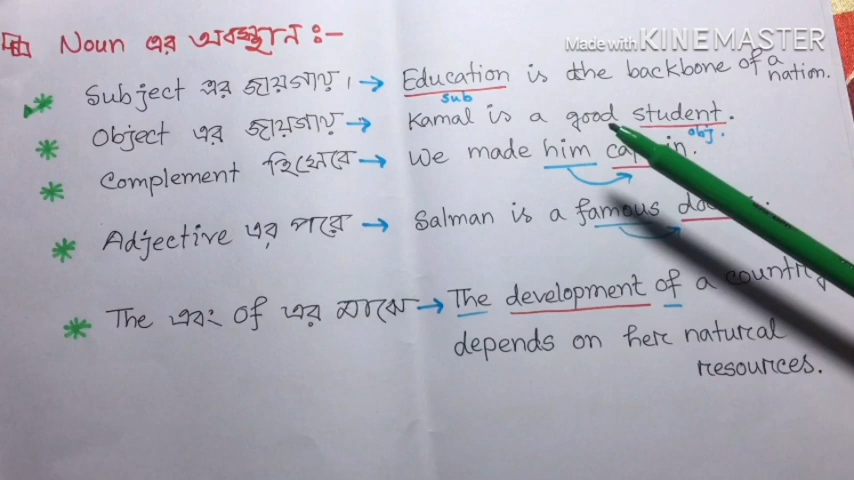 Made with KINEMASTER
Noun এর অবস্থান :-
Subject এর জায়গায়। → Education is the backbone of a nation.
Sub
Object এর জায়গায় → Kamal is a good student.
obj.
Complement হিসেবে → We made him
Adjective এর পরে → Salman is a famous
The এবং of এর মাঝে → The development of a country
depends on her natural
resources.